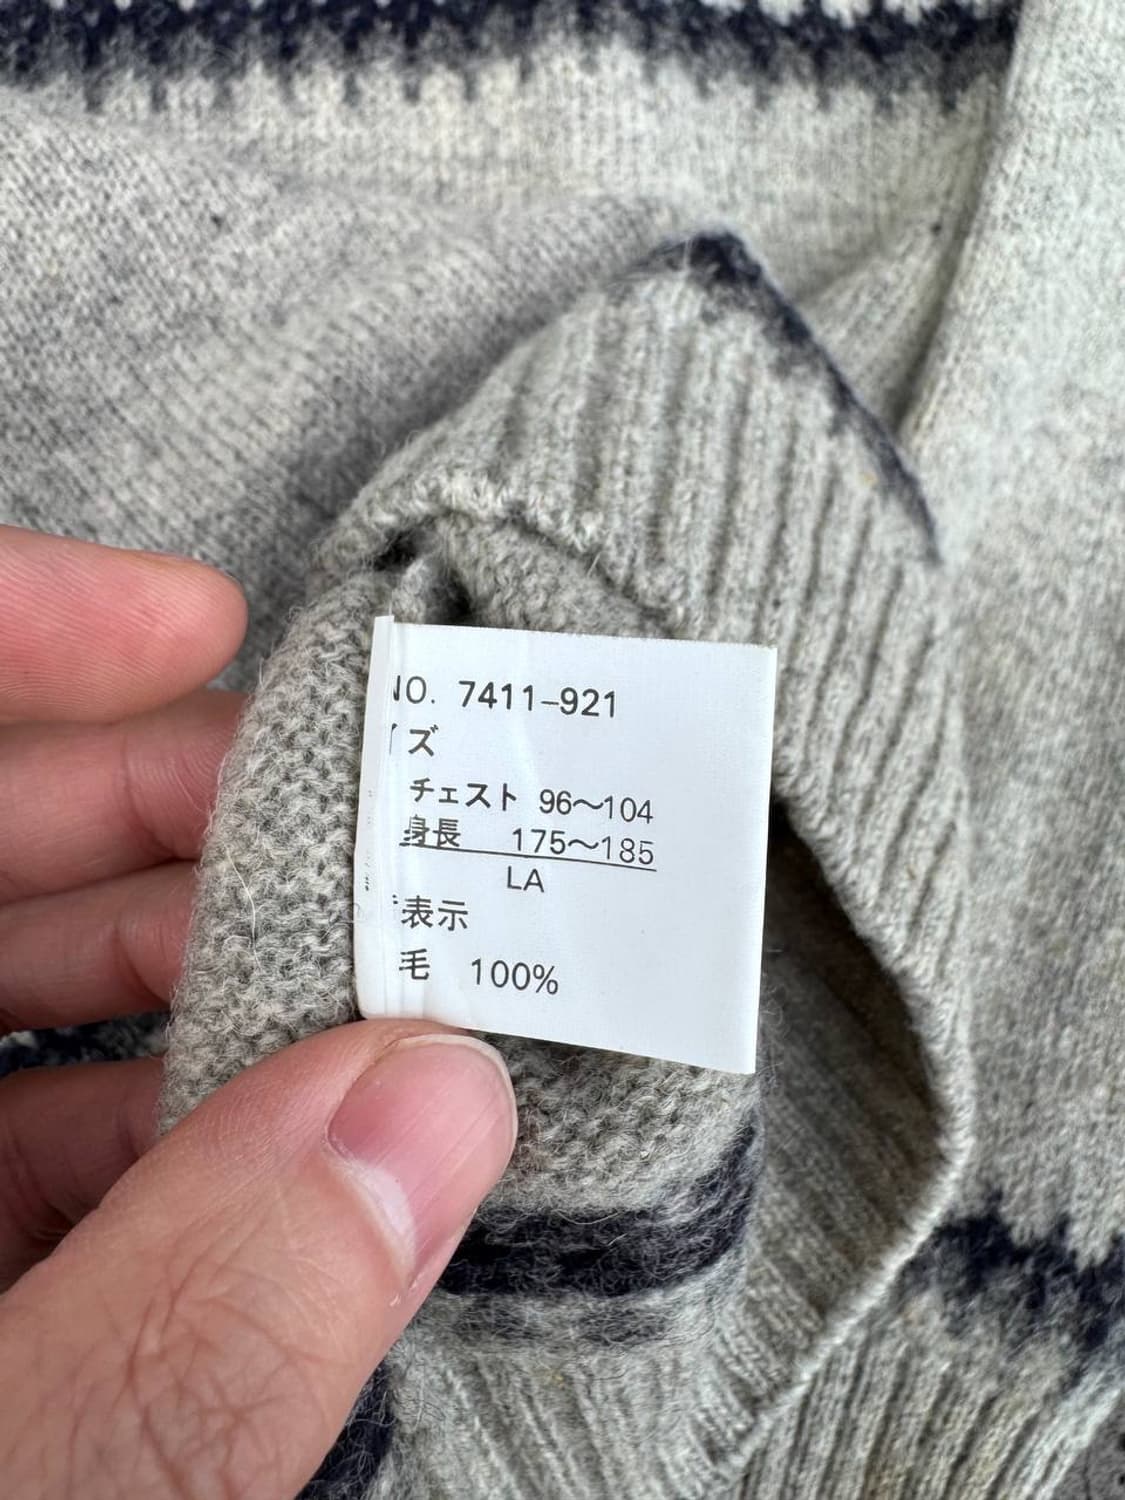 NO. 7411-921
イズ
チェスト 96〜104
身長 175〜185
LA
表示
毛 100%